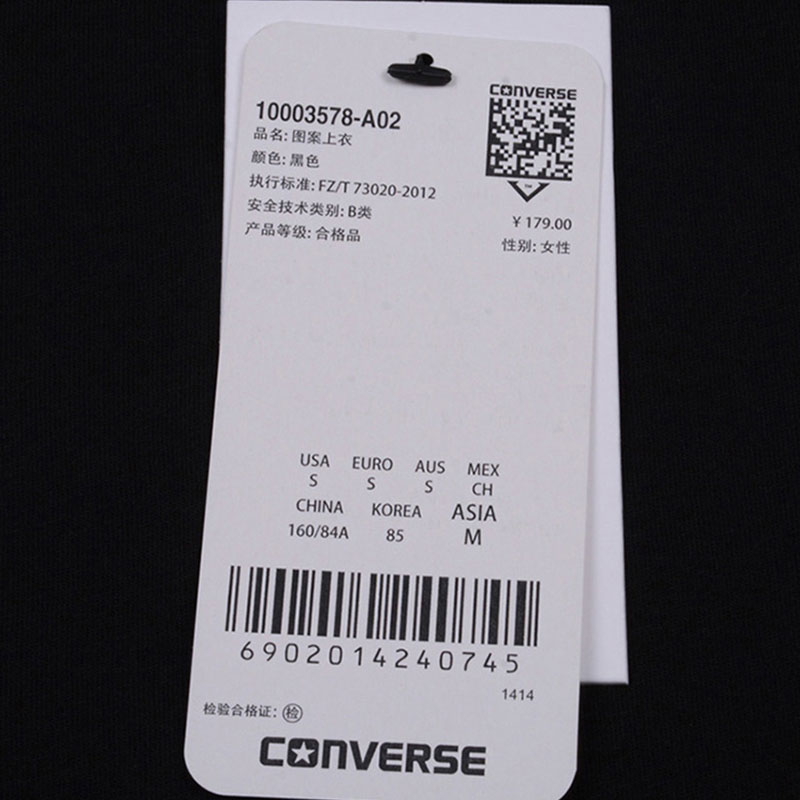 CONVERSE
10003578-A02
品名: 图案上衣
颜色: 黑色
执行标准: FZ/T 73020-2012
安全技术类别: B类
产品等级: 合格品
TM
¥ 179.00
性别: 女性
USA EURO AUS MEX
S S S CH
CHINA KOREA ASIA
160/84A 85 M
6902014240745
1414
检验合格证: 检
CONVERSE